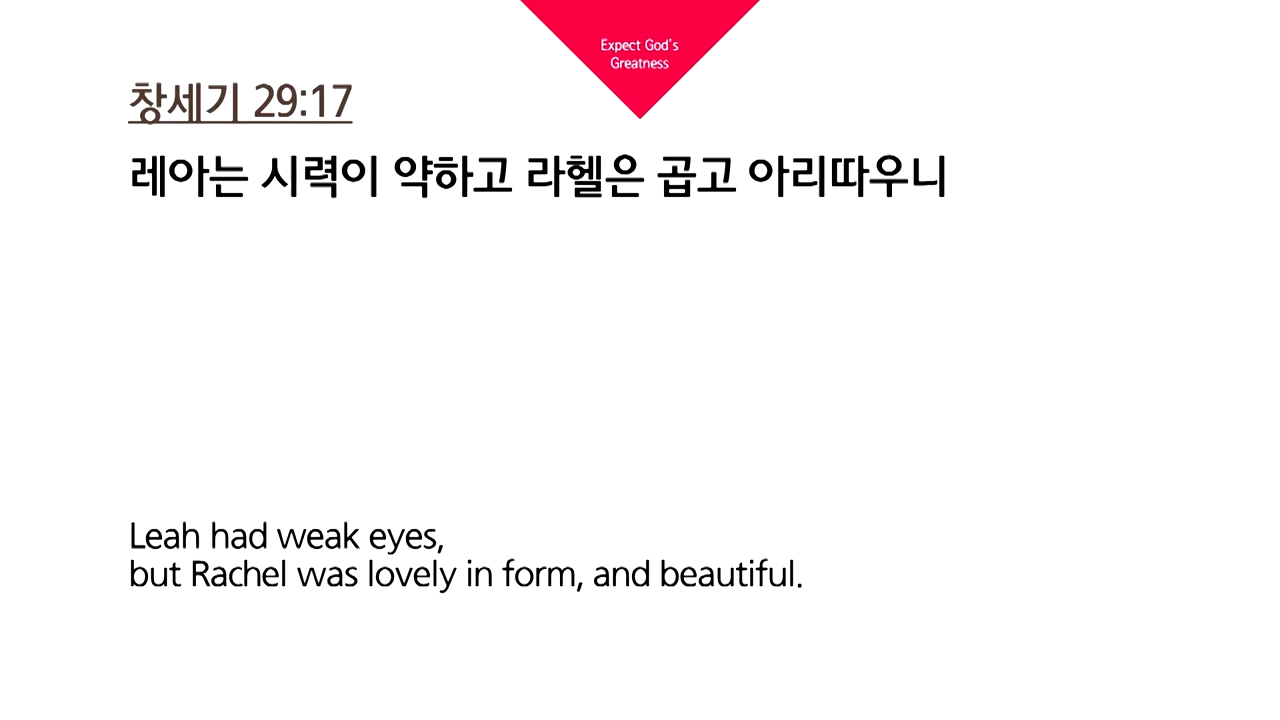 Expect God's
Greatness
창세기 29:17
레아는 시력이 약하고 라헬은 곱고 아리따우니
Leah had weak eyes,
but Rachel was lovely in form, and beautiful.